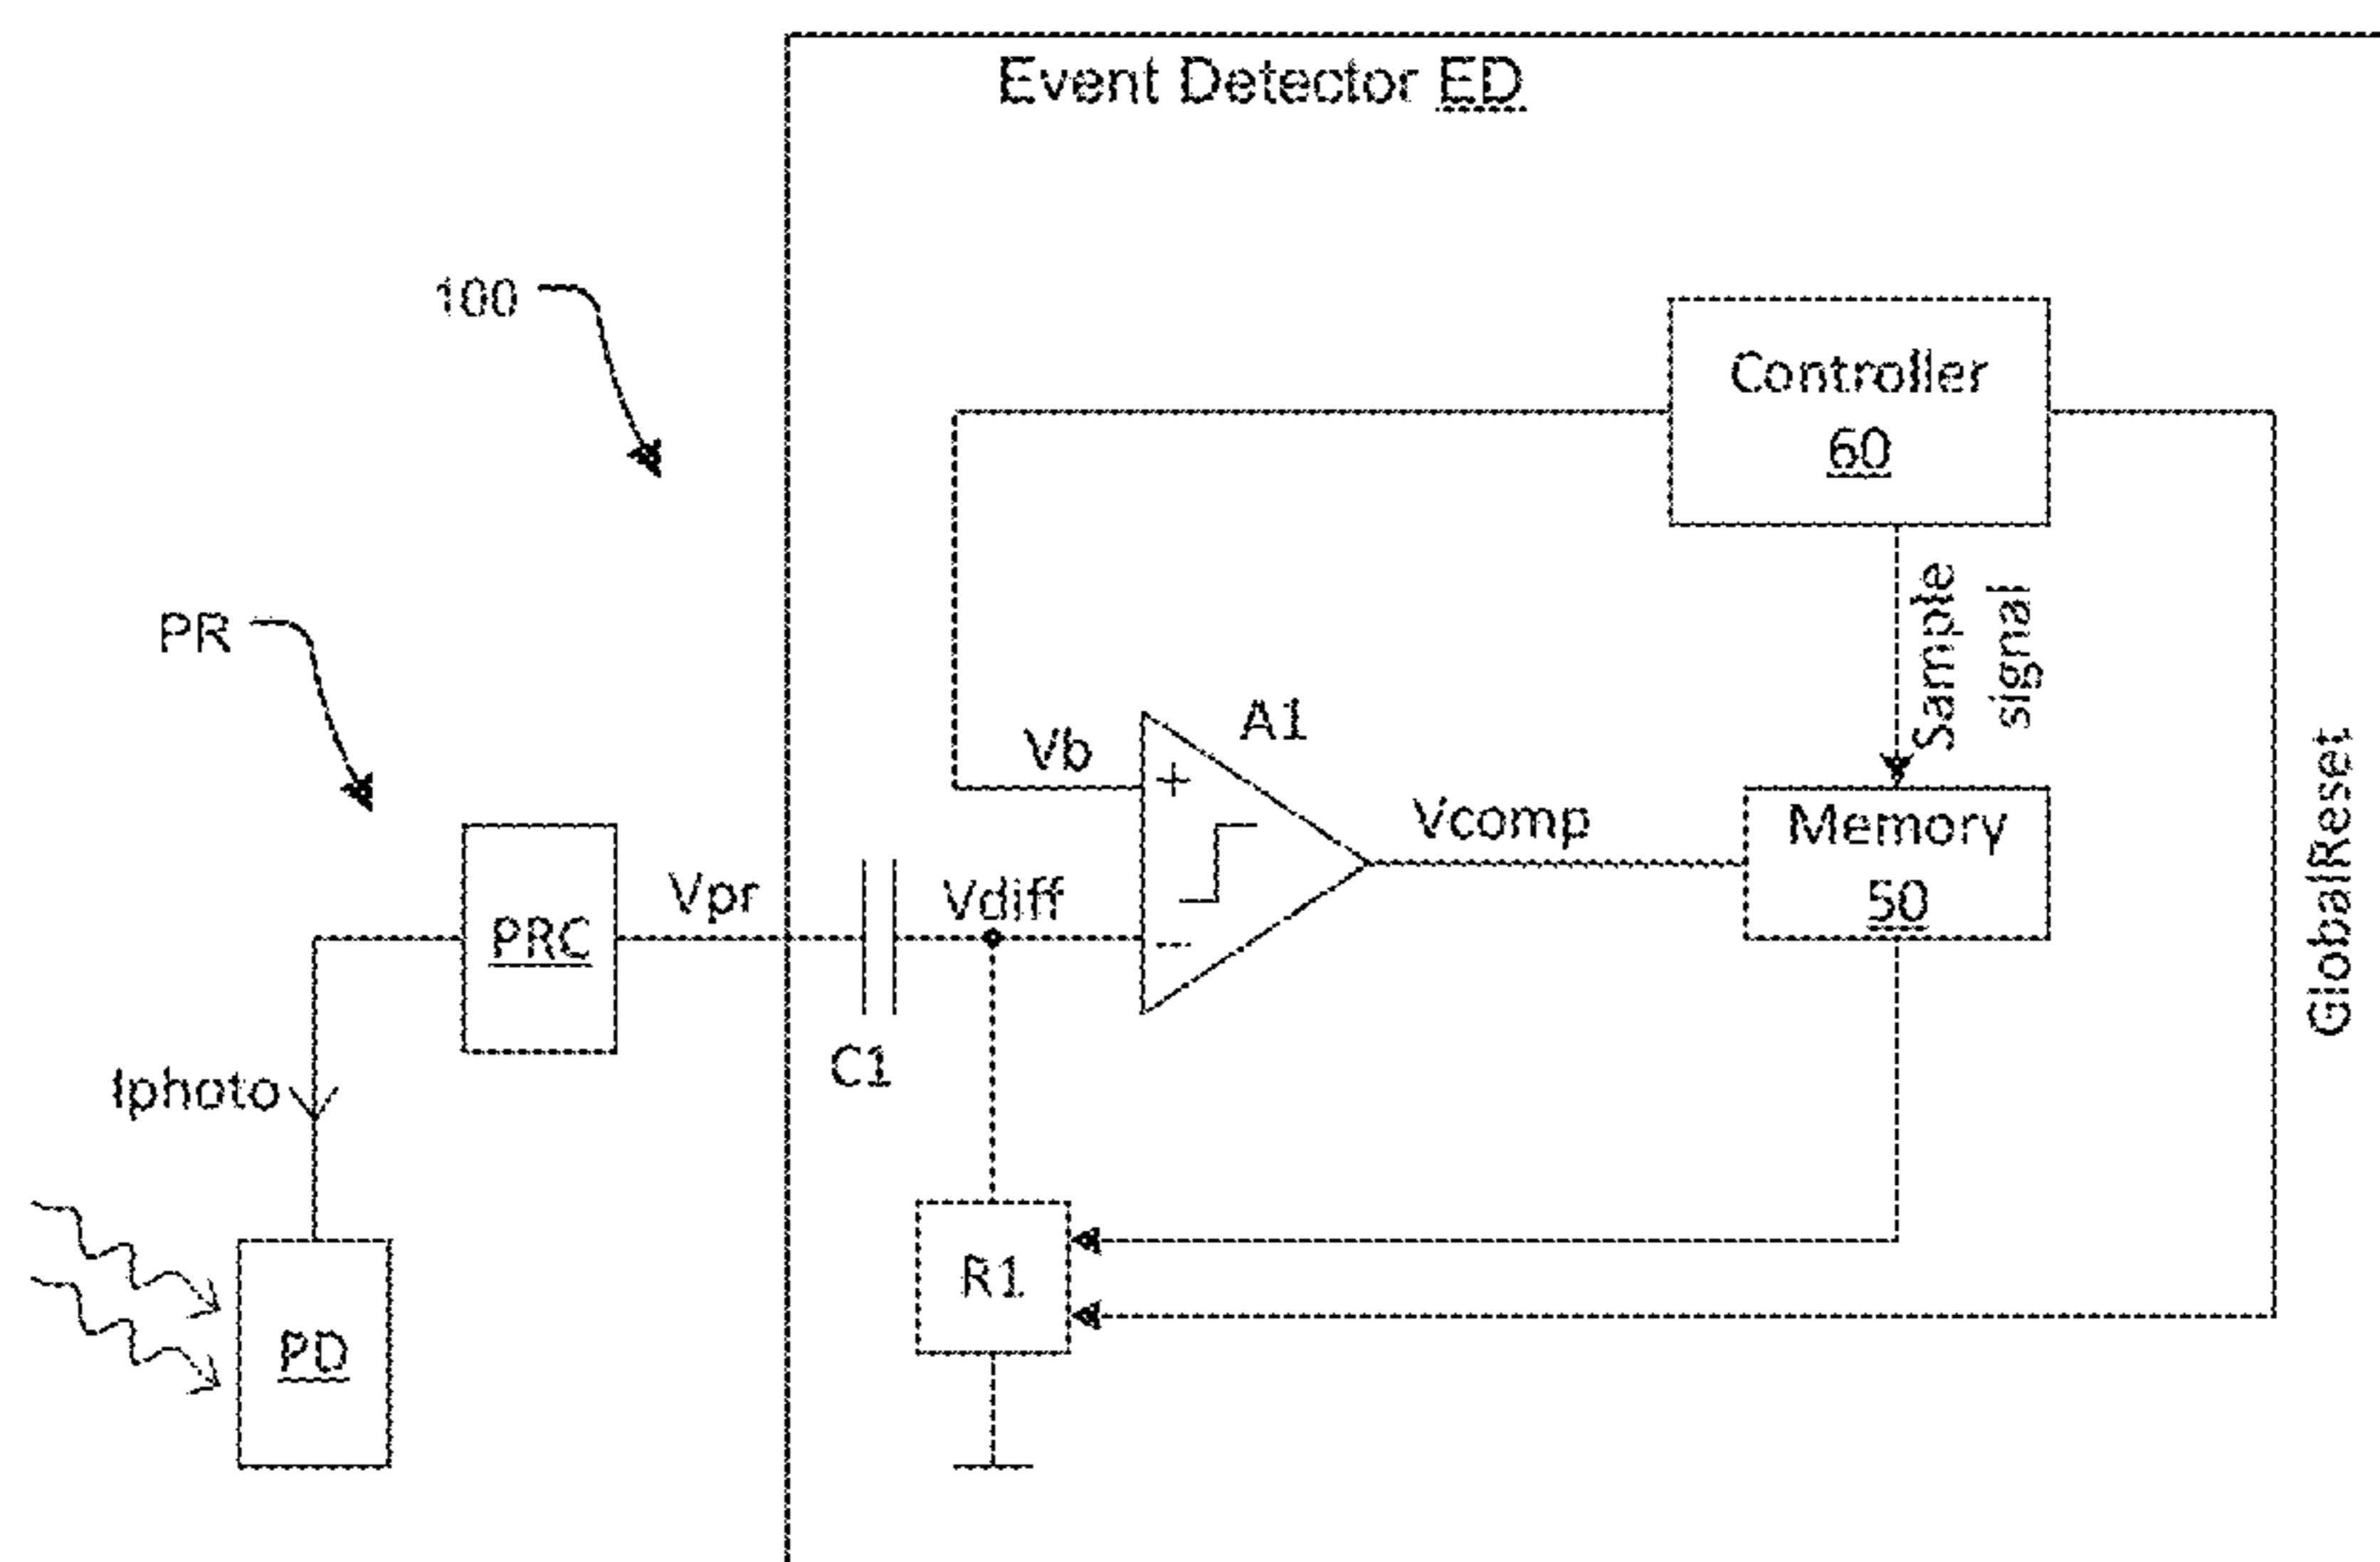 Event Detector ED
100
Controller
60
Sample
signal
PR
A1
Vb
+
Vcomp
Memory
50
GlobalReset
Vpr
Vdiff
-
PRC
C1
Iphoto
R1
PD